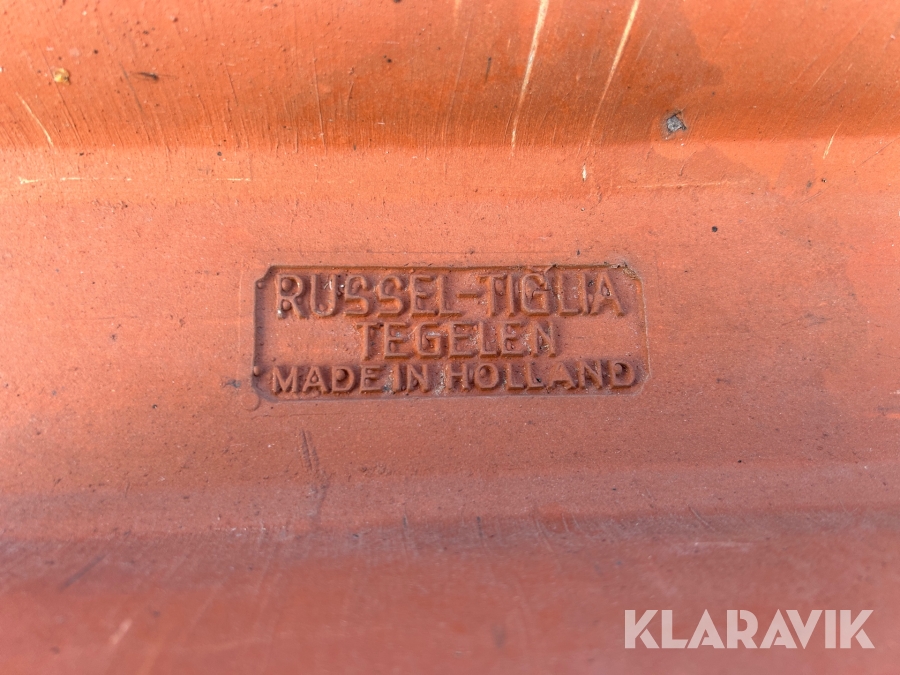 RUSSEL-TIGLIA
TEGELEN
MADE IN HOLLAND
KLARAVIK